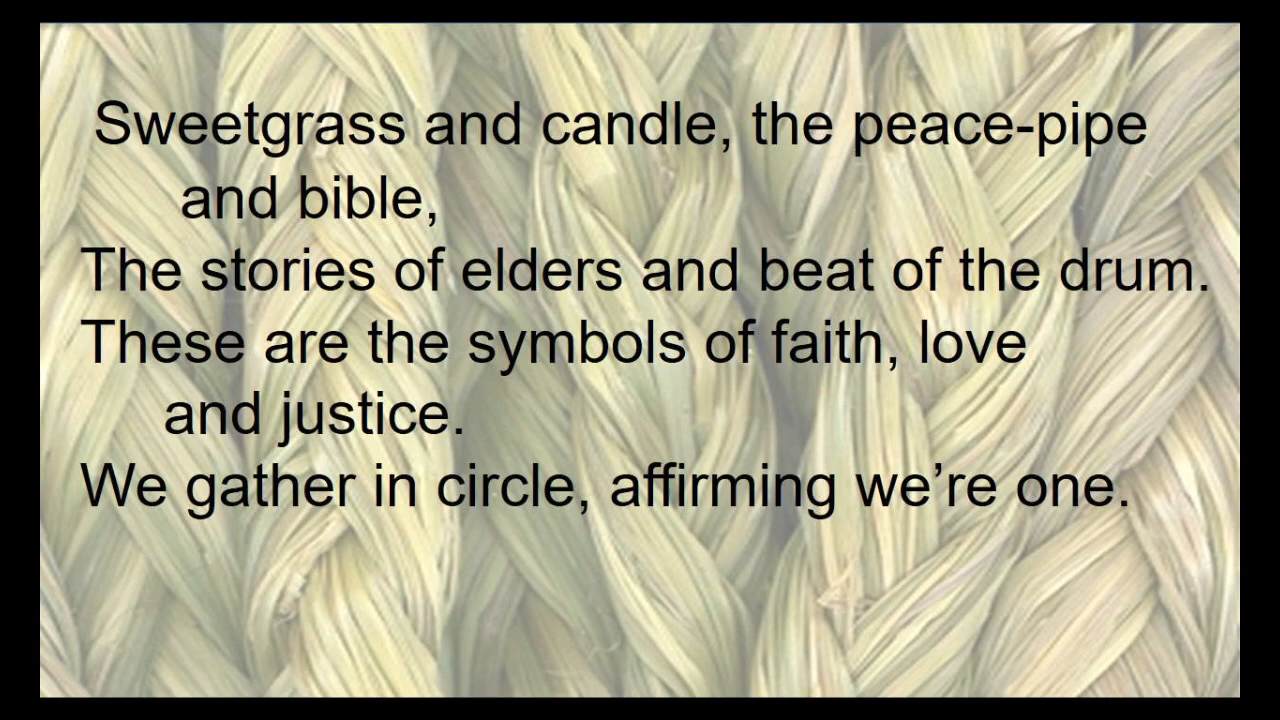 Sweetgrass and candle, the peace-pipe
and bible,
The stories of elders and beat of the drum.
These are the symbols of faith, love
and justice.
We gather in circle, affirming we’re one.